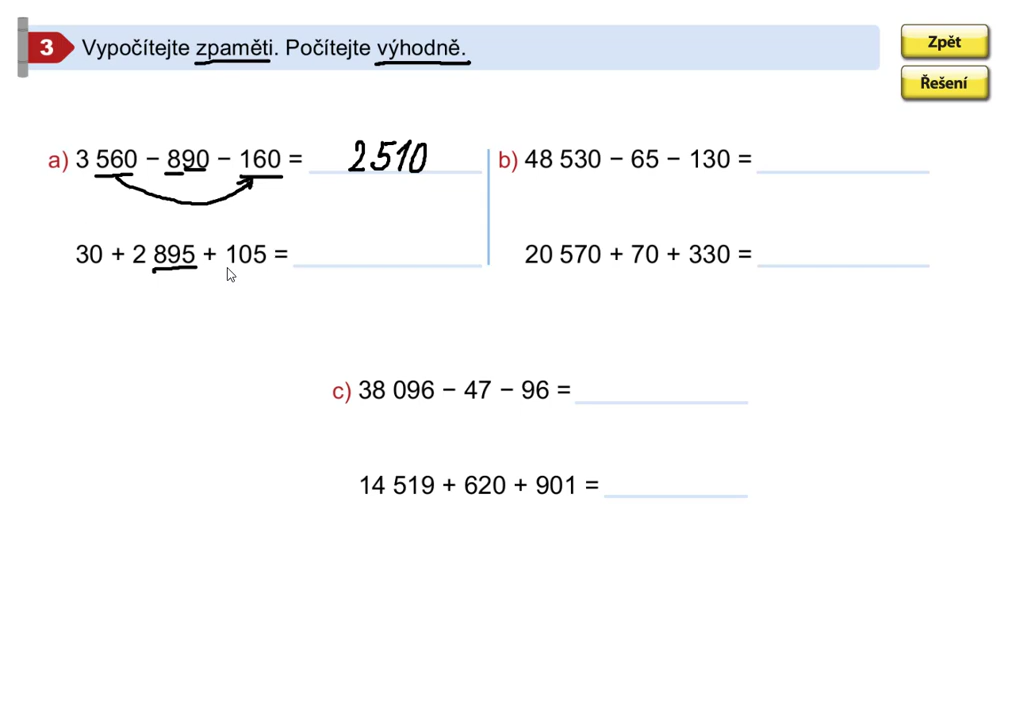 3 Vypočítejte zpaměti. Počítejte výhodně.
Zpět
Řešení
a) 3 560 − 890 − 160 = 2510
30 + 2 895 + 105 =
b) 48 530 − 65 − 130 =
20 570 + 70 + 330 =
c) 38 096 − 47 − 96 =
14 519 + 620 + 901 =